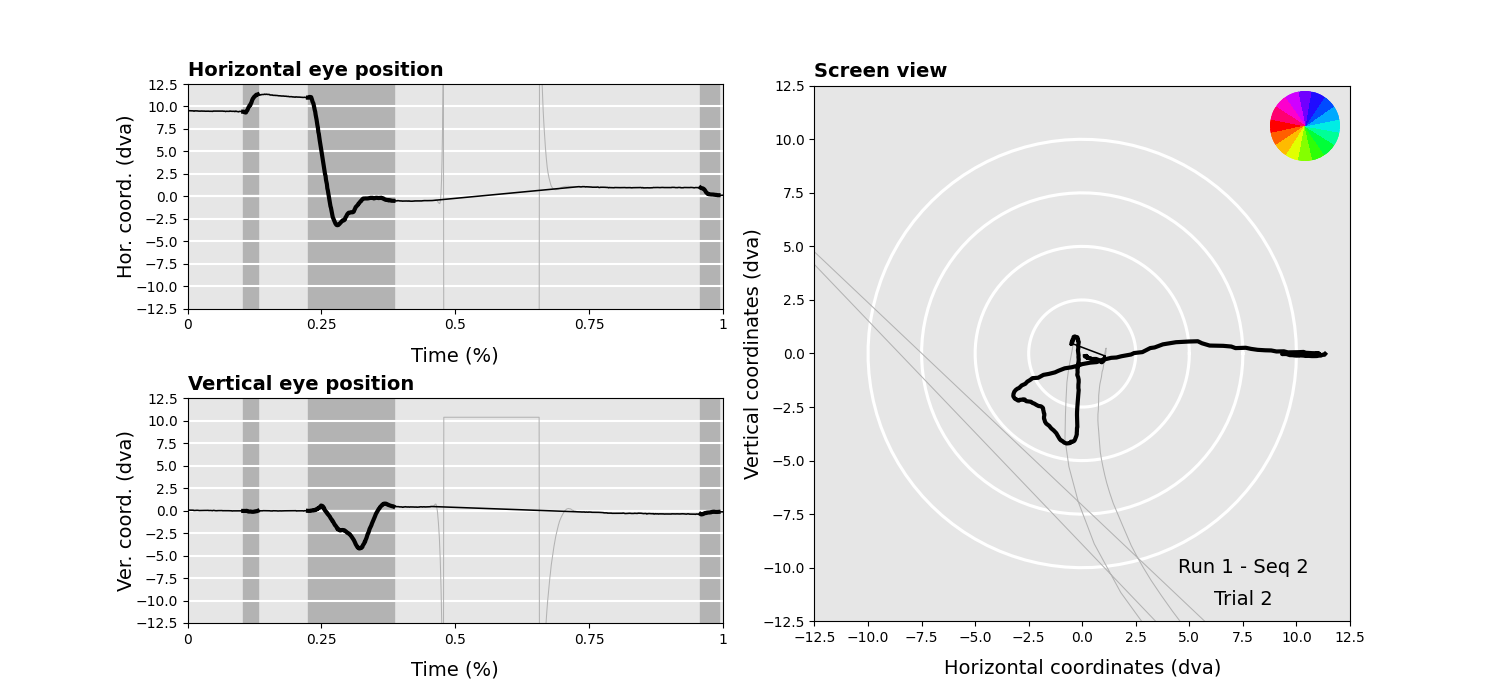 Horizontal eye position
Hor. coord. (dva)
12.5
10.0
7.5
5.0
2.5
0.0
−2.5
−5.0
−7.5
−10.0
−12.5
0 0.25 0.5 0.75 1
Time (%)
Vertical eye position
Ver. coord. (dva)
12.5
10.0
7.5
5.0
2.5
0.0
−2.5
−5.0
−7.5
−10.0
−12.5
0 0.25 0.5 0.75 1
Time (%)
Screen view
Vertical coordinates (dva)
12.5
10.0
7.5
5.0
2.5
0.0
−2.5
−5.0
−7.5
−10.0
−12.5
Run 1 - Seq 2
Trial 2
−12.5 −10.0 −7.5 −5.0 −2.5 0.0 2.5 5.0 7.5 10.0 12.5
Horizontal coordinates (dva)